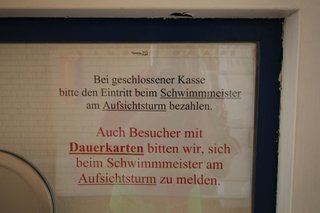 Bei geschlossener Kasse
bitte den Eintritt beim Schwimmmeister
am Aufsichtsturm bezahlen.
Auch Besucher mit
Dauerkarten bitten wir, sich
beim Schwimmmeister am
Aufsichtsturm zu melden.